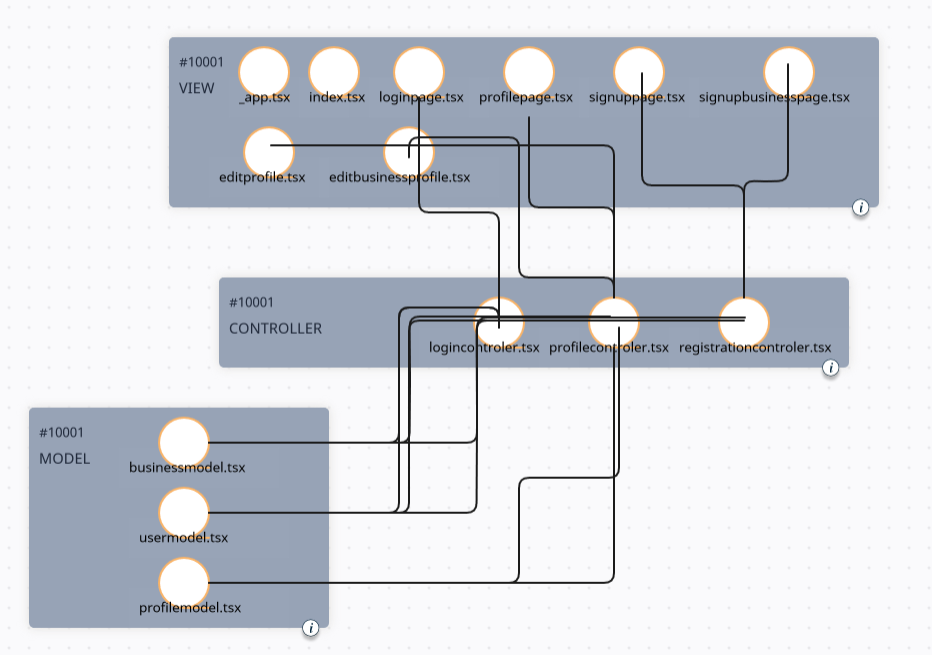 #10001
VIEW
_app.tsx
index.tsx
loginpage.tsx
profilepage.tsx
signuppage.tsx
signupbusinesspage.tsx
editprofile.tsx
editbusinessprofile.tsx
i
#10001
CONTROLLER
logincontroler.tsx
profilecontroler.tsx
registrationcontroler.tsx
i
#10001
MODEL
businessmodel.tsx
usermodel.tsx
profilemodel.tsx
i